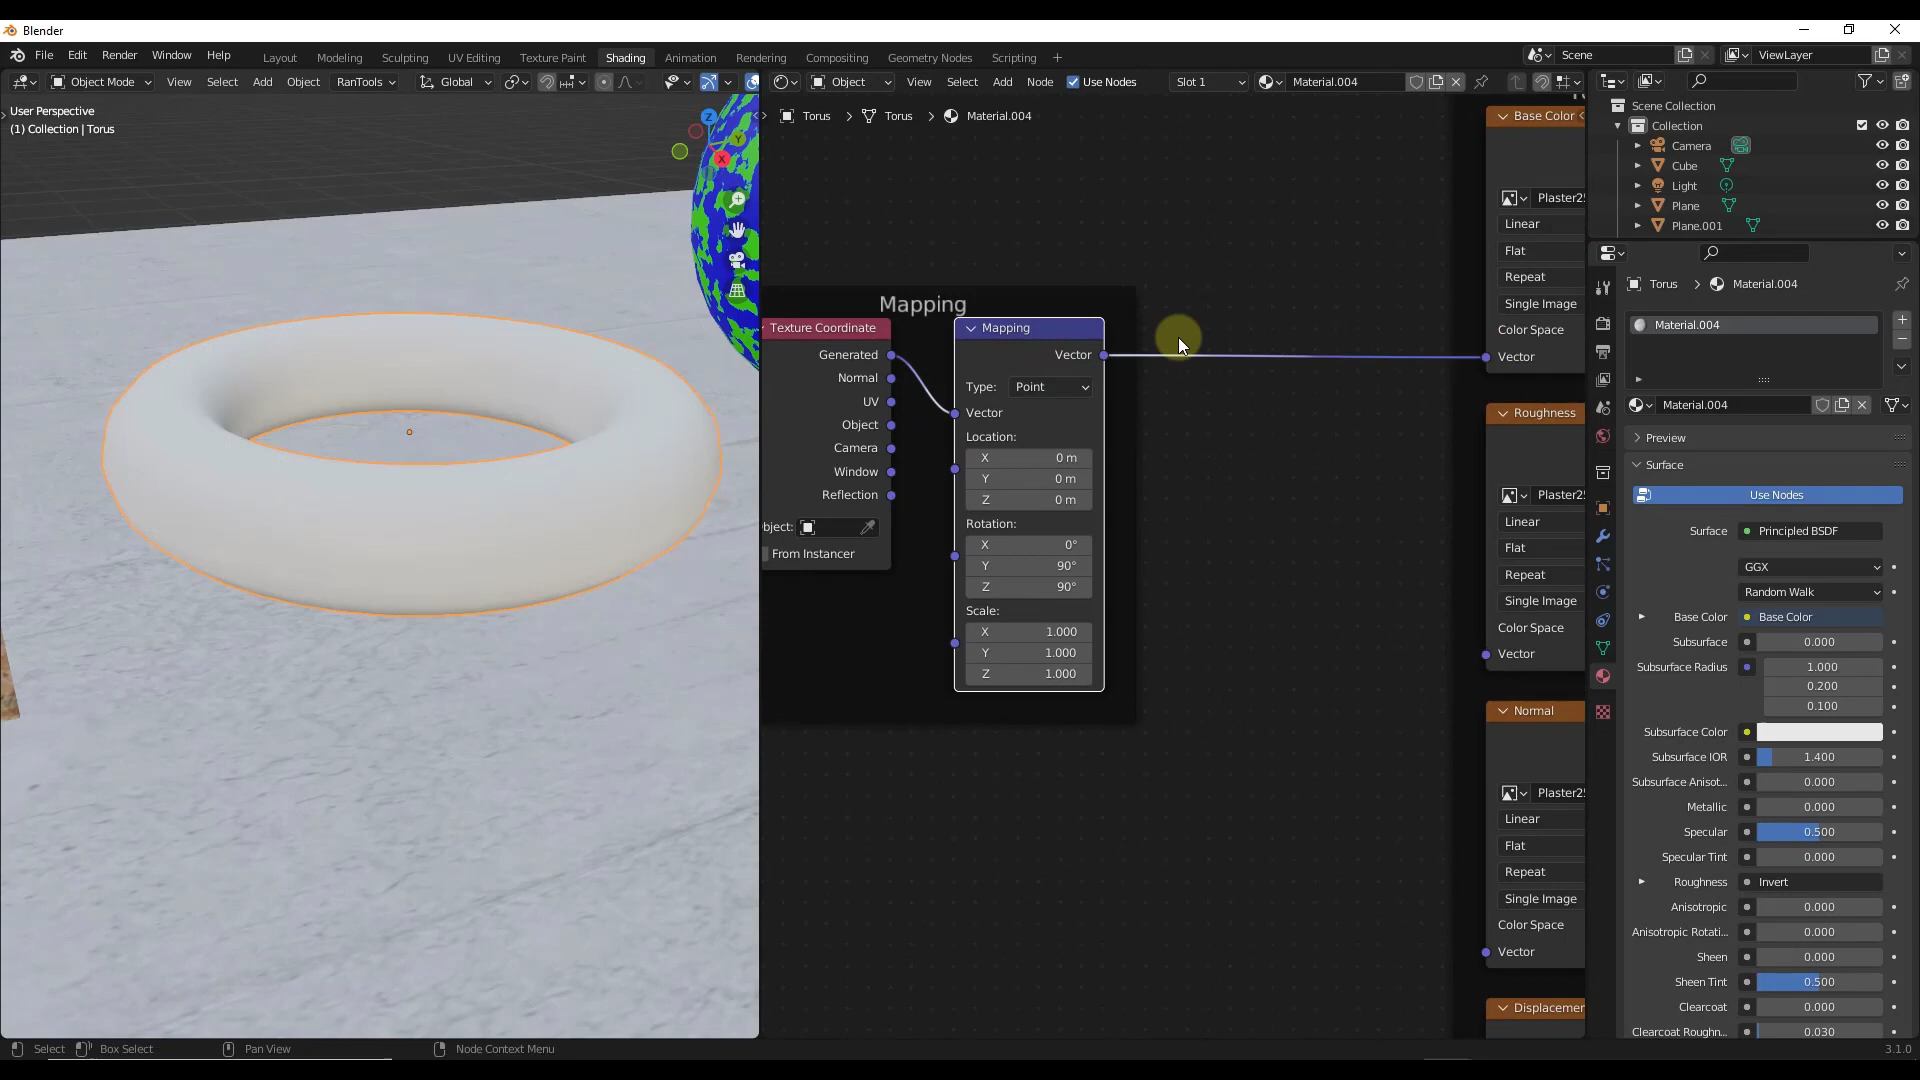 Blender
File Edit Render Window Help
Layout Modeling Sculpting UV Editing Texture Paint Shading Animation Rendering Compositing Geometry Nodes Scripting +
Scene
ViewLayer
Object Mode View Select Add Object RanTools Global
Object View Select Add Node Use Nodes Slot 1 Material.004
User Perspective
(1) Collection | Torus
Z
Y
X
Torus > Torus > Material.004
Mapping
Texture Coordinate
Generated
Normal
UV
Object
Camera
Window
Reflection
From Instancer
Mapping
Vector
Type: Point
Vector
Location:
X 0 m
Y 0 m
Z 0 m
Rotation:
X 0°
Y 90°
Z 90°
Scale:
X 1.000
Y 1.000
Z 1.000
Base Color
Linear
Flat
Repeat
Single Image
Color Space
Vector
Roughness
Linear
Flat
Repeat
Single Image
Color Space
Vector
Normal
Linear
Flat
Repeat
Single Image
Color Space
Vector
Scene Collection
Collection
Camera
Cube
Light
Plane
Plane.001
Torus > Material.004
Material.004
Material.004
Preview
Surface
Use Nodes
Surface Principled BSDF
GGX
Random Walk
Base Color Base Color
Subsurface 0.000
Subsurface Radius 1.000
0.200
0.100
Subsurface Color
Subsurface IOR 1.400
Subsurface Anisot... 0.000
Metallic 0.000
Specular 0.500
Specular Tint 0.000
Roughness Invert
Anisotropic 0.000
Anisotropic Rotati... 0.000
Sheen 0.000
Sheen Tint 0.500
Clearcoat 0.000
Clearcoat Roughn... 0.030
Select Box Select Pan View Node Context Menu 3.1.0